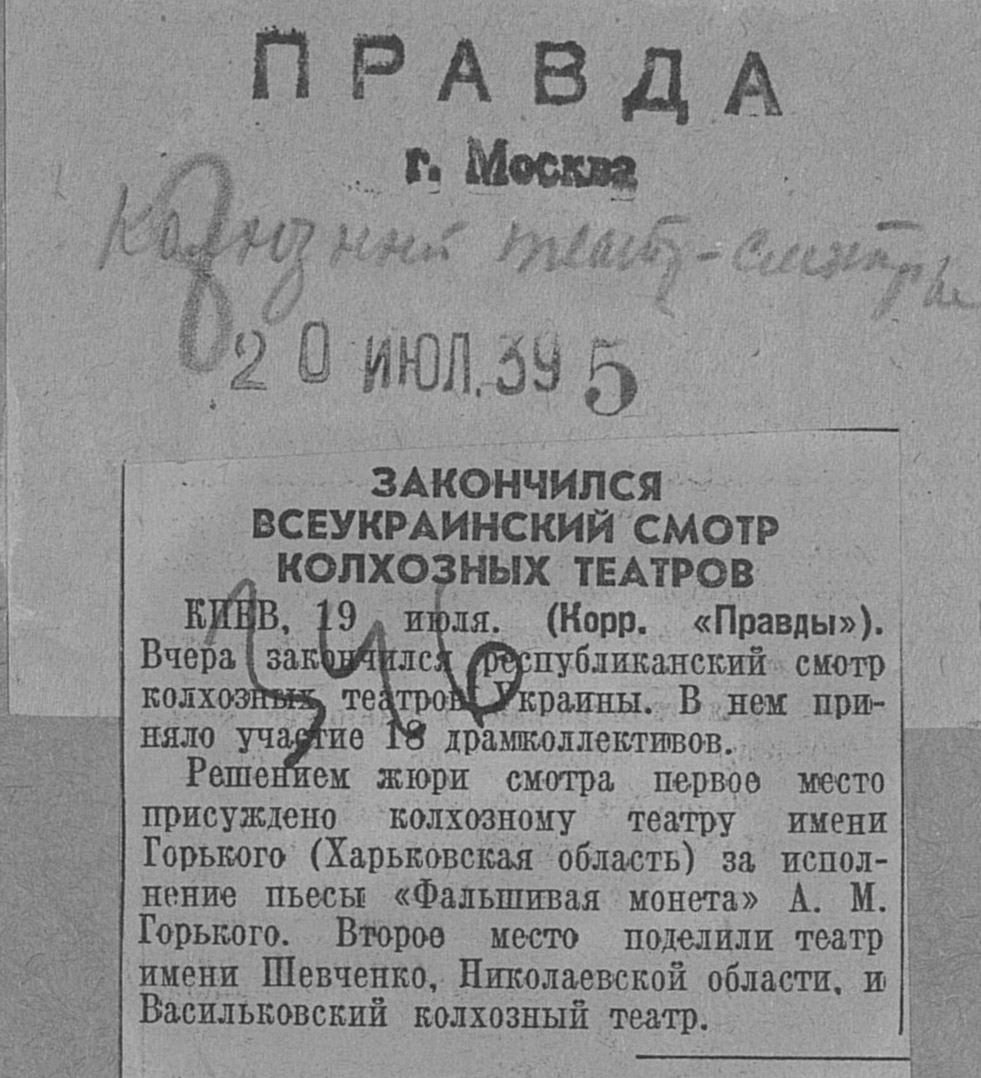 ПРАВДА
г. Москва
20 ИЮЛ.39 5
ЗАКОНЧИЛСЯ
ВСЕУКРАИНСКИЙ СМОТР
КОЛХОЗНЫХ ТЕАТРОВ
КИЕВ, 19 июля. (Корр. «Правды»).
Вчера закончился республиканский смотр
колхозных театров Украины. В нем при-
няло участие 18 драмколлективов.
Решением жюри смотра первое место
присуждено колхозному театру имени
Горького (Харьковская область) за испол-
нение пьесы «Фальшивая монета» А. М.
Горького. Второе место поделили театр
имени Шевченко, Николаевской области, и
Васильковский колхозный театр.